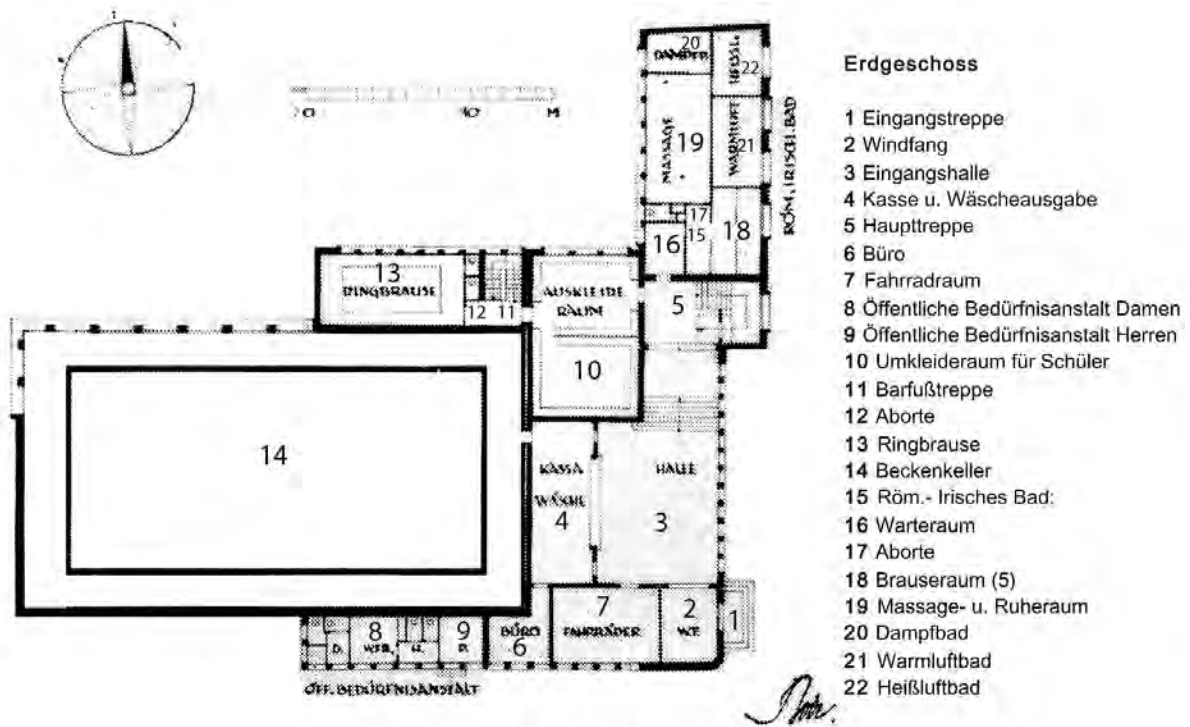 20
DAMPFB
HEISSL.
22
MASSAGE
19
WARMLUFT
21
RÖM. IRISCH. BAD
17
15
16
18
13
RINGBRAUSE
12
11
AUSKLEIDE
RAUM
5
10
14
KASSA
WÄSCHE
4
HALLE
3
8
9
BÜRO
6
7
FAHRRÄDER
2
W.F.
1
D.
H.
P.
ÖFF. BEDÜRFNISANSTALT
10
M
Erdgeschoss
1 Eingangstreppe
2 Windfang
3 Eingangshalle
4 Kasse u. Wäscheausgabe
5 Haupttreppe
6 Büro
7 Fahrradraum
8 Öffentliche Bedürfnisanstalt Damen
9 Öffentliche Bedürfnisanstalt Herren
10 Umkleideraum für Schüler
11 Barfußtreppe
12 Aborte
13 Ringbrause
14 Beckenkeller
15 Röm.- Irisches Bad:
16 Warteraum
17 Aborte
18 Brauseraum (5)
19 Massage- u. Ruheraum
20 Dampfbad
21 Warmluftbad
22 Heißluftbad